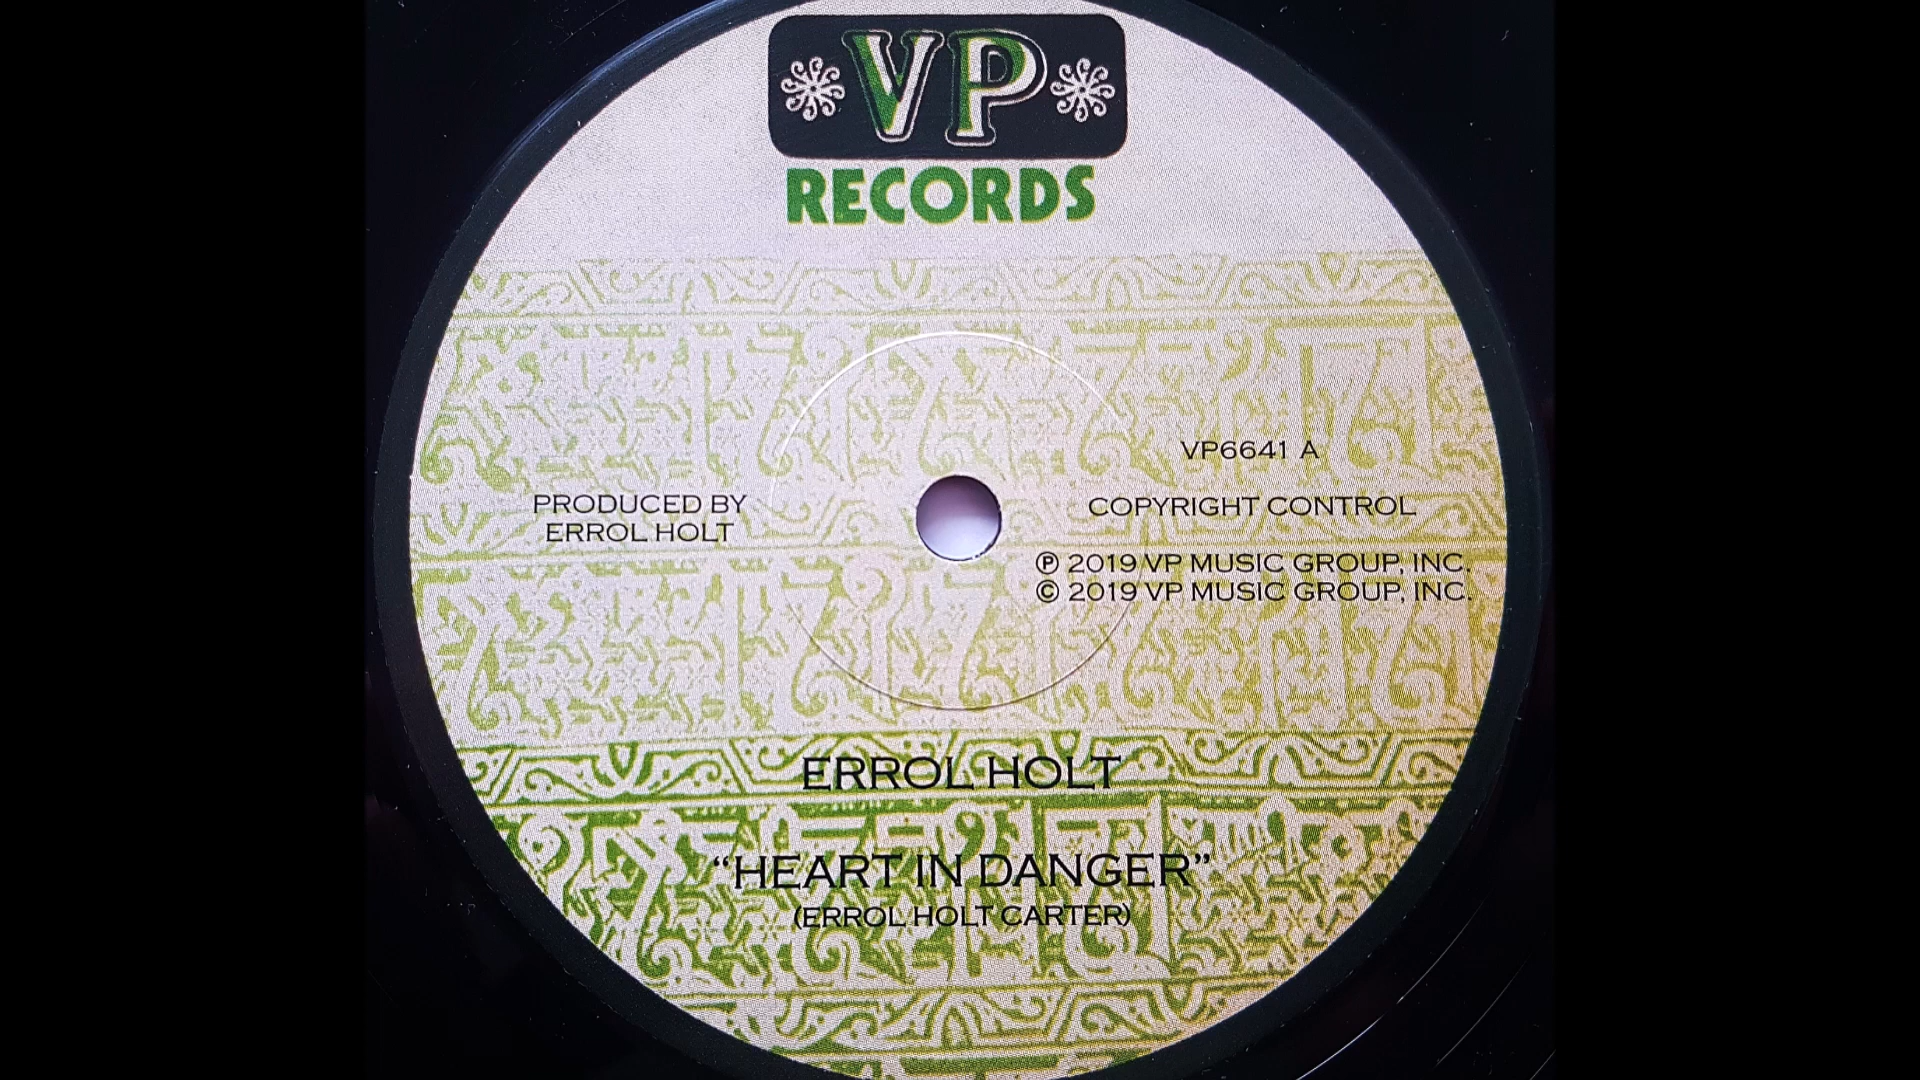 VP
RECORDS
VP6641 A
PRODUCED BY
ERROL HOLT
COPYRIGHT CONTROL
℗ 2019 VP MUSIC GROUP, INC.
© 2019 VP MUSIC GROUP, INC.
ERROL HOLT
“HEART IN DANGER”
(ERROL HOLT CARTER)